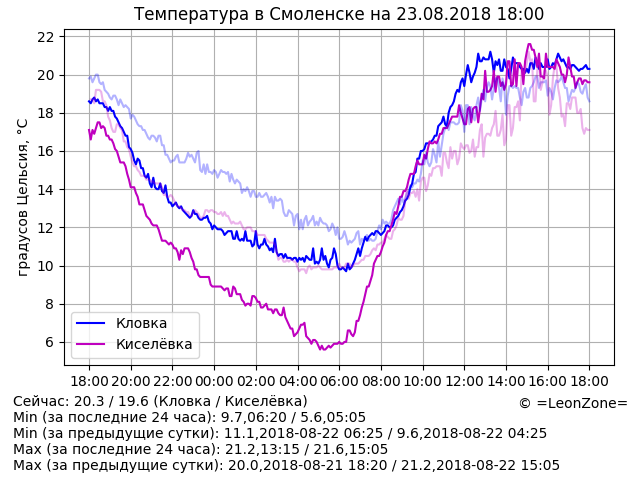 Температура в Смоленске на 23.08.2018 18:00
градусов Цельсия, °C
22
20
18
16
14
12
10
8
6
Кловка
Киселёвка
18:00 20:00 22:00 00:00 02:00 04:00 06:00 08:00 10:00 12:00 14:00 16:00 18:00
Сейчас: 20.3 / 19.6 (Кловка / Киселёвка)
© =LeonZone=
Min (за последние 24 часа): 9.7,06:20 / 5.6,05:05
Min (за предыдущие сутки): 11.1,2018-08-22 06:25 / 9.6,2018-08-22 04:25
Max (за последние 24 часа): 21.2,13:15 / 21.6,15:05
Max (за предыдущие сутки): 20.0,2018-08-21 18:20 / 21.2,2018-08-22 15:05